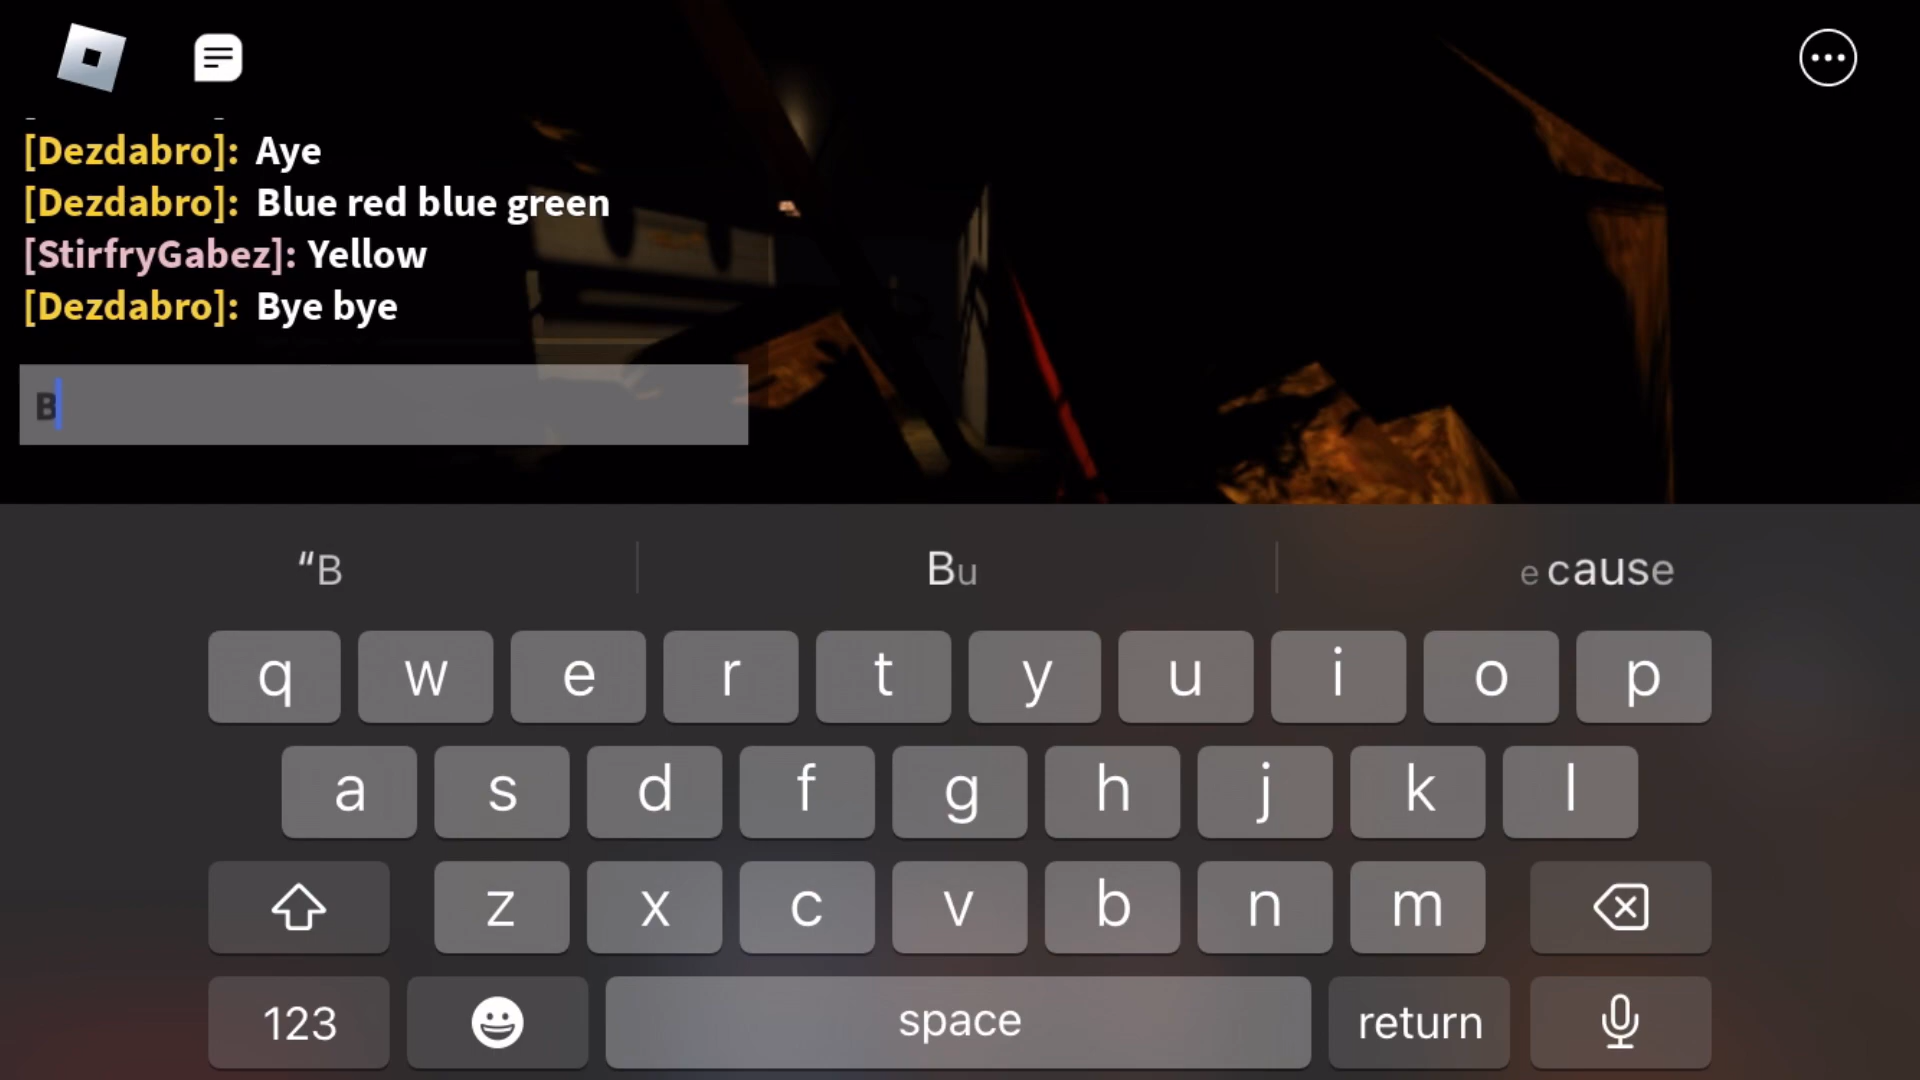 [Dezdabro]: Aye
[Dezdabro]: Blue red blue green
[StirfryGabez]: Yellow
[Dezdabro]: Bye bye
B
“B
Bu
e cause
q w e r t y u i o p
a s d f g h j k l
z x c v b n m
123
space
return